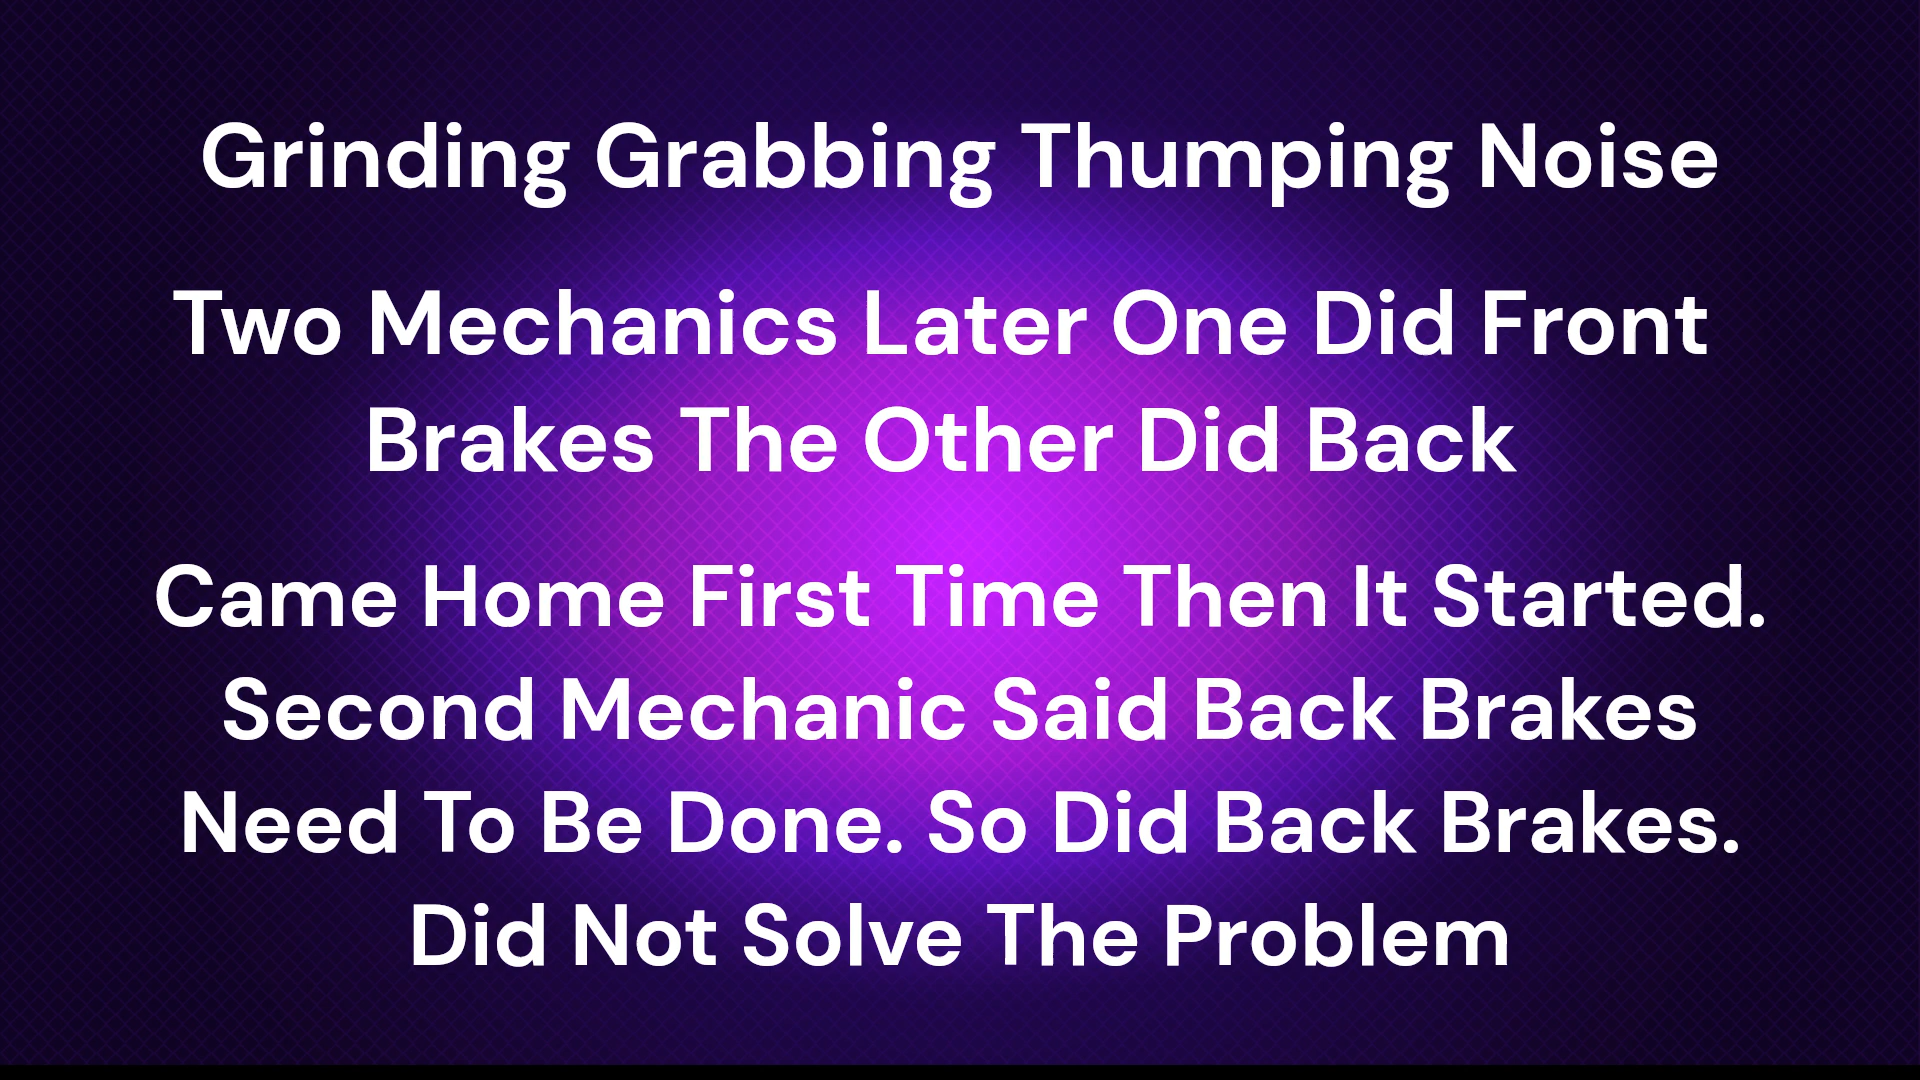 Grinding Grabbing Thumping Noise
Two Mechanics Later One Did Front
Brakes The Other Did Back
Came Home First Time Then It Started.
Second Mechanic Said Back Brakes
Need To Be Done. So Did Back Brakes.
Did Not Solve The Problem